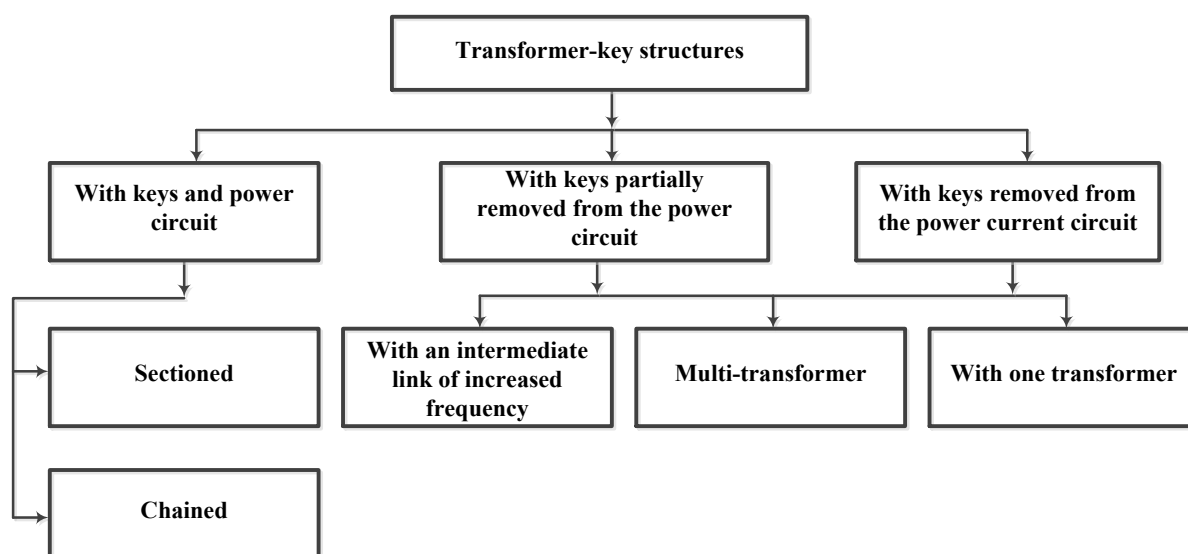 Transformer-key structures
With keys and power
circuit
With keys partially
removed from the power
circuit
With keys removed from
the power current circuit
Sectioned
Chained
With an intermediate
link of increased
frequency
Multi-transformer
With one transformer